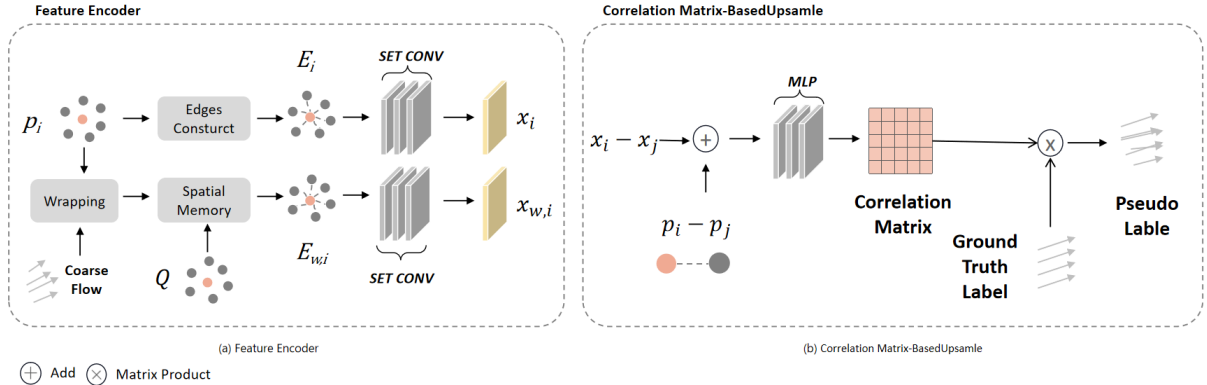 Feature Encoder
p_i
Edges
Consturct
E_i
SET CONV
x_i
Wrapping
Spatial
Memory
E_{w,i}
SET CONV
x_{w,i}
Coarse
Flow
Q
(a) Feature Encoder
Correlation Matrix-BasedUpsamle
x_i − x_j
+
p_i − p_j
MLP
Correlation
Matrix
x
Ground
Truth
Label
Pseudo
Lable
(b) Correlation Matrix-BasedUpsamle
+ Add × Matrix Product